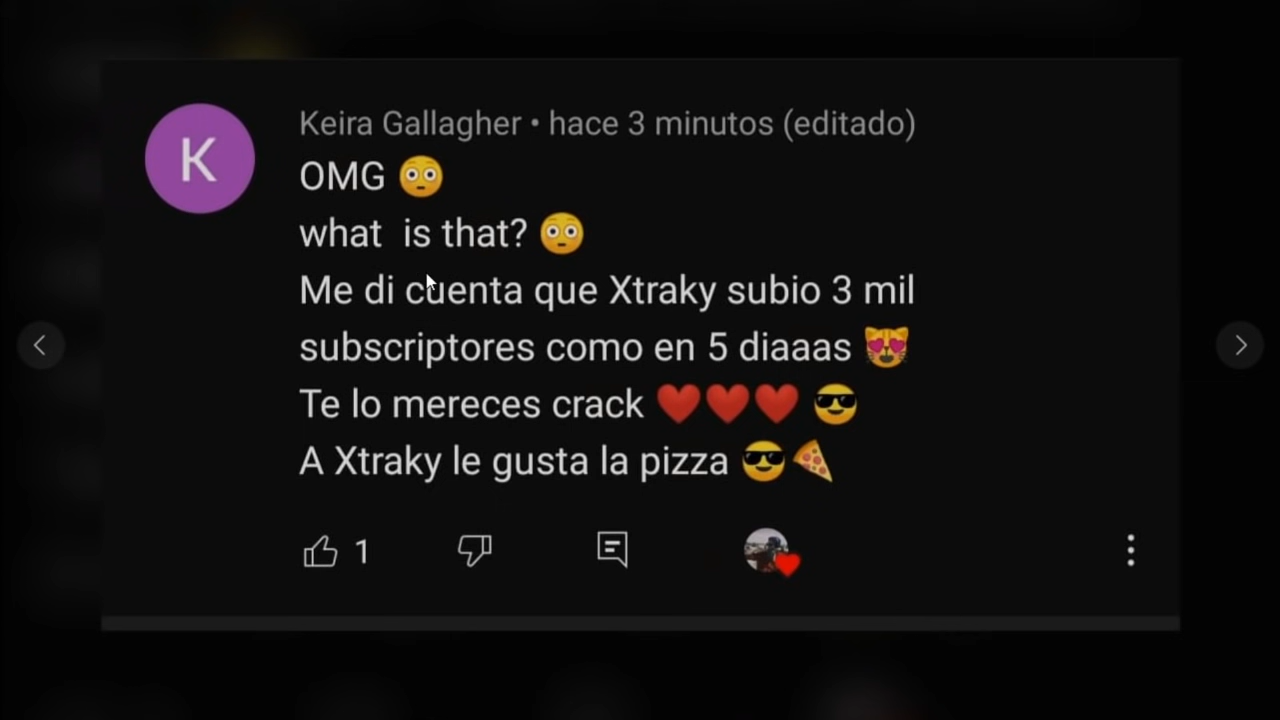 K
Keira Gallagher • hace 3 minutos (editado)
OMG 😳
what  is that? 😳
Me di cuenta que Xtraky subio 3 mil
subscriptores como en 5 diaaas 😻
Te lo mereces crack ❤️❤️❤️ 😎
A Xtraky le gusta la pizza 😎🍕
1